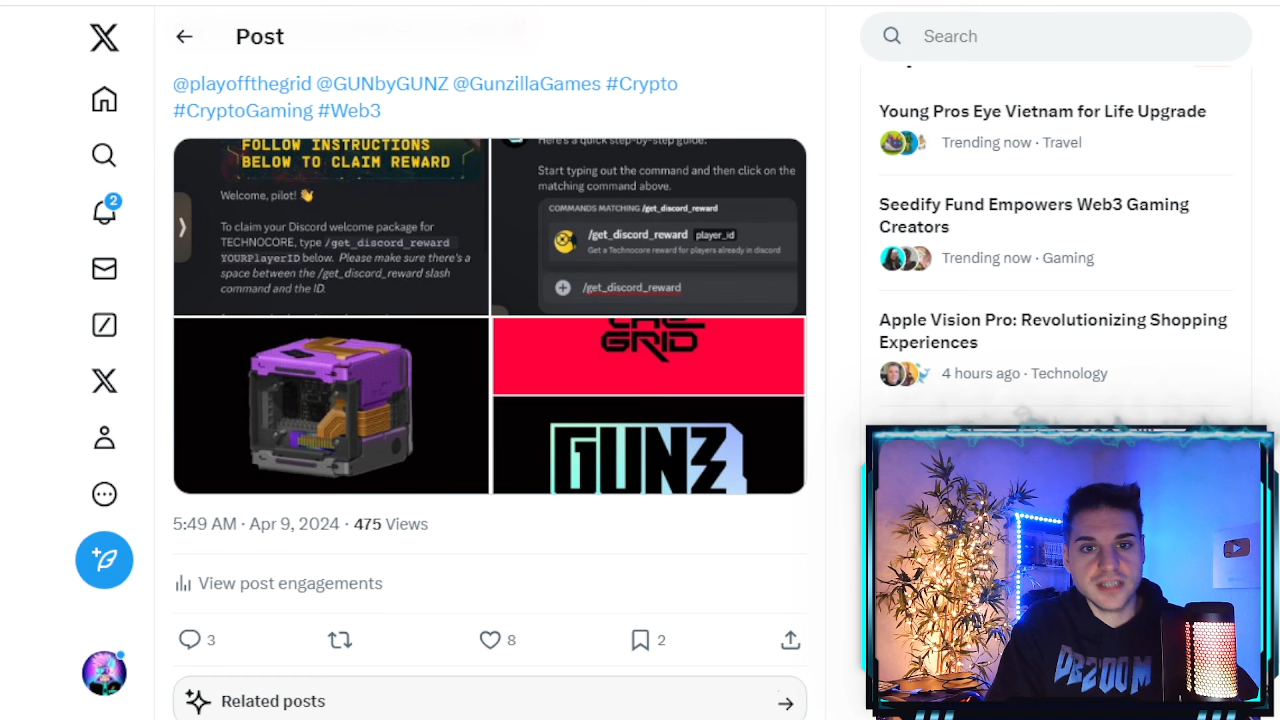 Post
Search
@playoffthegrid @GUNbyGUNZ @GunzillaGames #Crypto
#CryptoGaming #Web3
FOLLOW INSTRUCTIONS
BELOW TO CLAIM REWARD
Welcome, pilot! 👋
To claim your Discord welcome package for
TECHNOCORE, type /get_discord_reward
YOURPlayerID below. Please make sure there's a
space between the /get_discord_reward slash
command and the ID.
Here's a quick step-by-step guide:
Start typing out the command and then click on the
matching command above.
COMMANDS MATCHING /get_discord_reward
/get_discord_reward player_id
Get a Technocore reward for players already in discord
/get_discord_reward
GRID
GUNZ
5:49 AM · Apr 9, 2024 · 475 Views
View post engagements
3
8
2
Related posts
2
Young Pros Eye Vietnam for Life Upgrade
Trending now · Travel
Seedify Fund Empowers Web3 Gaming
Creators
Trending now · Gaming
Apple Vision Pro: Revolutionizing Shopping
Experiences
4 hours ago · Technology
DBZOOM